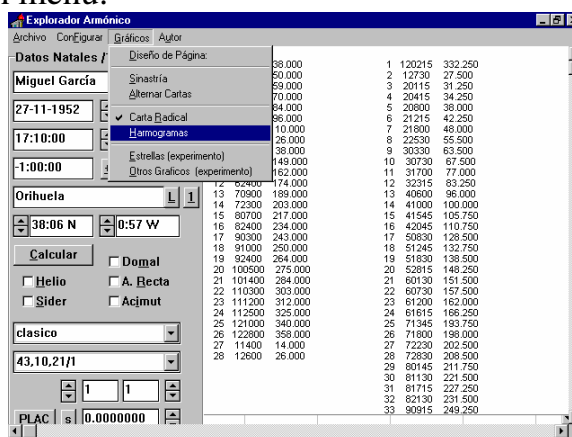 Explorador Armónico
Archivo ConFigurar Gráficos Autor
Diseño de Página:
Sinastría
Alternar Cartas
Carta Radical
Harmogramas
Estrellas (experimento)
Otros Graficos (experimento)
Datos Natales /
Miguel García
27-11-1952
17:10:00
-1:00:00
Orihuela L 1
38:06 N 0:57 W
Calcular Domal
Helio A. Recta
Sider Acimut
clasico
43,10,21/1
1 1
PLAC s 0.0000000
38.000
50.000
59.000
70.000
84.000
96.000
10.000
26.000
38.000
149.000
162.000
12 62400 174.000
13 70900 189.000
14 72300 203.000
15 80700 217.000
16 82400 234.000
17 90300 243.000
18 91000 250.000
19 92400 264.000
20 100500 275.000
21 101400 284.000
22 110300 303.000
23 111200 312.000
24 112500 325.000
25 121000 340.000
26 122800 358.000
27 11400 14.000
28 12600 26.000
1 120215 332.250
2 12730 27.500
3 20115 31.250
4 20415 34.250
5 20800 38.000
6 21215 42.250
7 21800 48.000
8 22530 55.500
9 30330 63.500
10 30730 67.500
11 31700 77.000
12 32315 83.250
13 40600 96.000
14 41000 100.000
15 41545 105.750
16 42045 110.750
17 50830 128.500
18 51245 132.750
19 51830 138.500
20 52815 148.250
21 60130 151.500
22 60730 157.500
23 61200 162.000
24 61615 166.250
25 71345 193.750
26 71800 198.000
27 72230 202.500
28 72830 208.500
29 80145 211.750
30 81130 221.500
31 81715 227.250
32 82130 231.500
33 90915 249.250